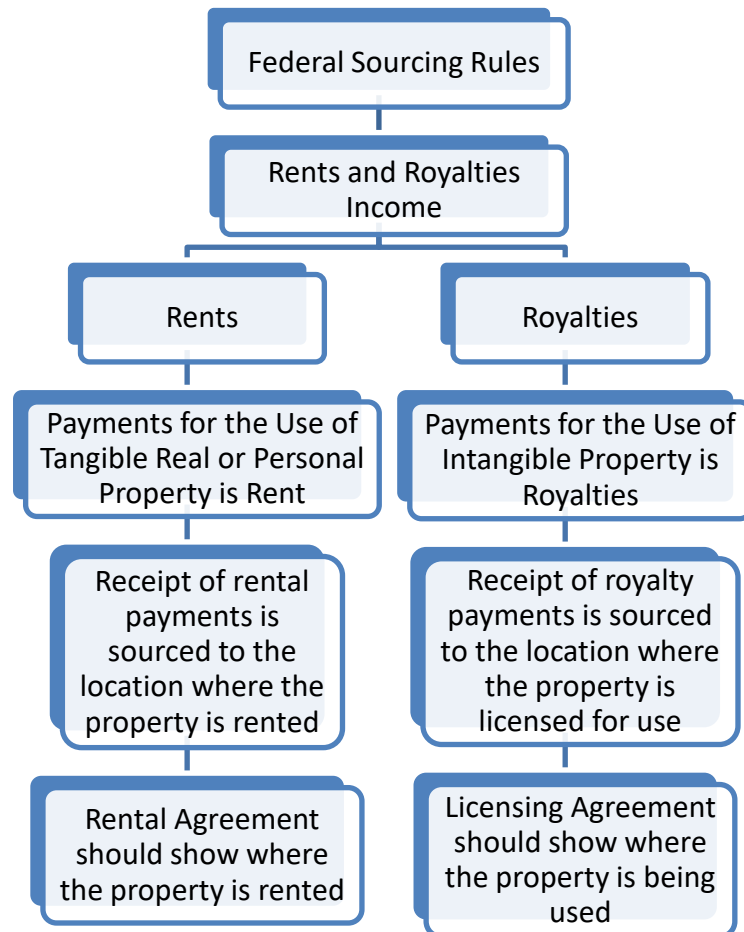 Federal Sourcing Rules
Rents and Royalties
Income
Rents
Payments for the Use of
Tangible Real or Personal
Property is Rent
Receipt of rental
payments is
sourced to the
location where the
property is rented
Rental Agreement
should show where
the property is rented
Royalties
Payments for the Use of
Intangible Property is
Royalties
Receipt of royalty
payments is sourced
to the location where
the property is
licensed for use
Licensing Agreement
should show where
the property is being
used